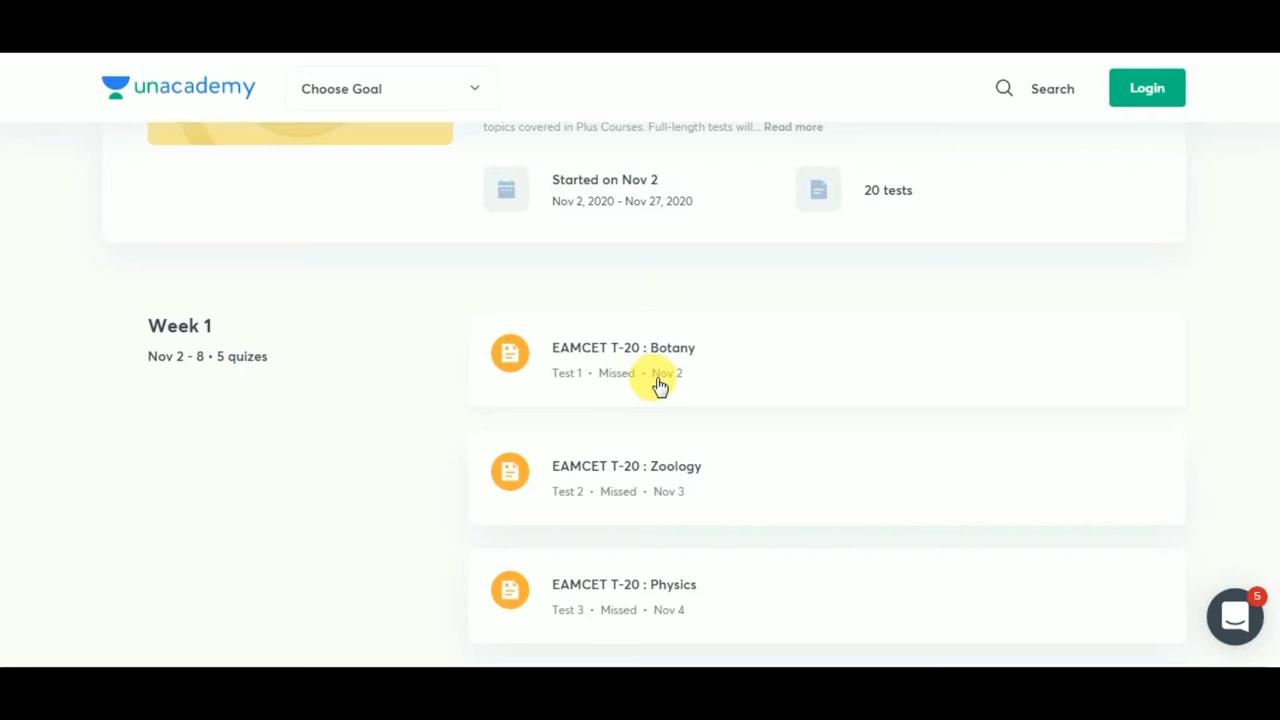 unacademy
Choose Goal
Search
Login
topics covered in Plus Courses. Full-length tests will... Read more
Started on Nov 2
Nov 2, 2020 - Nov 27, 2020
20 tests
Week 1
Nov 2 - 8 • 5 quizes
EAMCET T-20 : Botany
Test 1 • Missed • Nov 2
EAMCET T-20 : Zoology
Test 2 • Missed • Nov 3
EAMCET T-20 : Physics
Test 3 • Missed • Nov 4
5